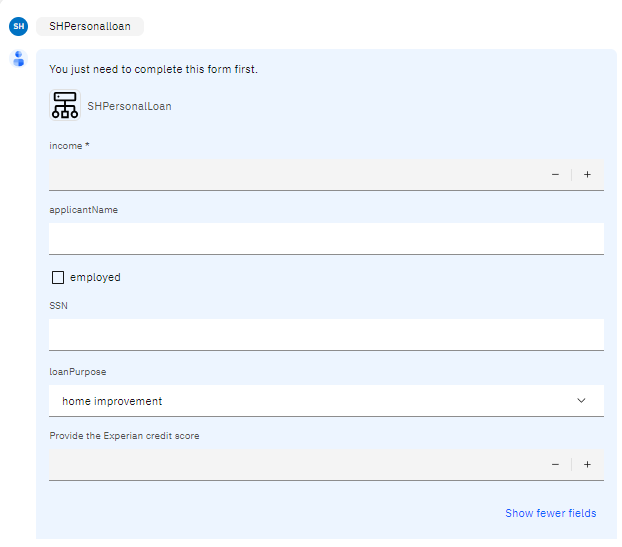 SH SHPersonalloan
You just need to complete this form first.
SHPersonalLoan
income *
applicantName
employed
SSN
loanPurpose
home improvement
Provide the Experian credit score
Show fewer fields